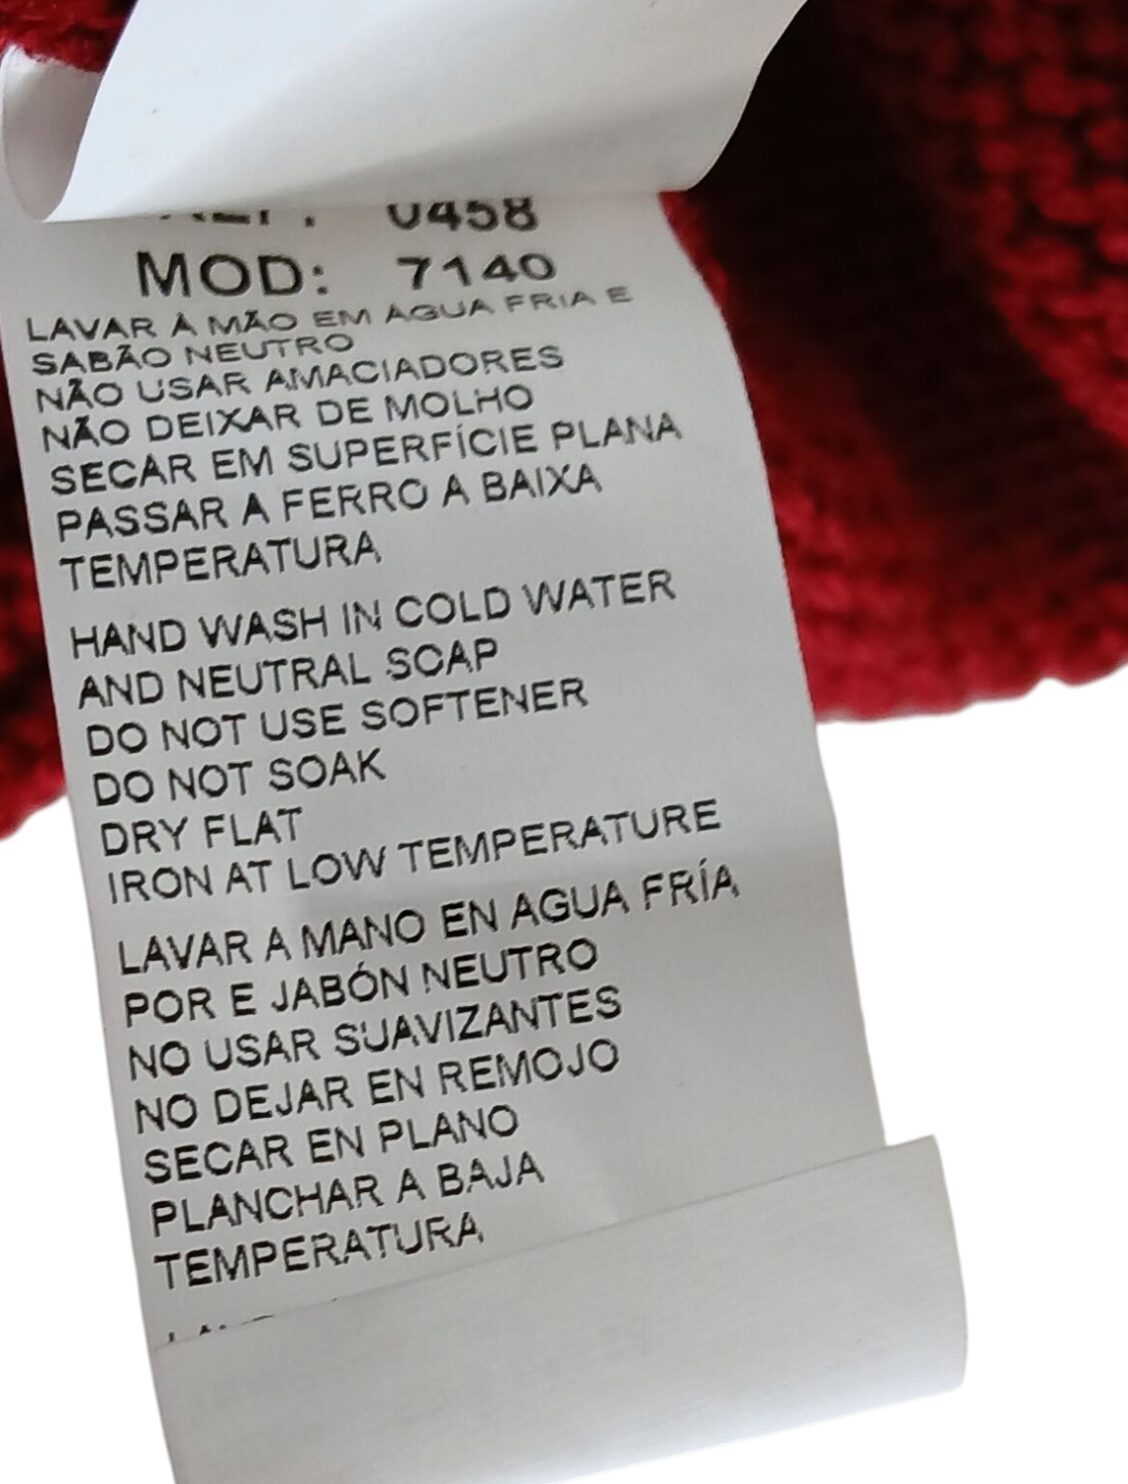 0458
MOD: 7140
LAVAR À MÃO EM ÁGUA FRIA E
SABÃO NEUTRO
NÃO USAR AMACIADORES
NÃO DEIXAR DE MOLHO
SECAR EM SUPERFÍCIE PLANA
PASSAR A FERRO A BAIXA
TEMPERATURA
HAND WASH IN COLD WATER
AND NEUTRAL SOAP
DO NOT USE SOFTENER
DO NOT SOAK
DRY FLAT
IRON AT LOW TEMPERATURE
LAVAR A MANO EN AGUA FRÍA
POR E JABÓN NEUTRO
NO USAR SUAVIZANTES
NO DEJAR EN REMOJO
SECAR EN PLANO
PLANCHAR A BAJA
TEMPERATURA